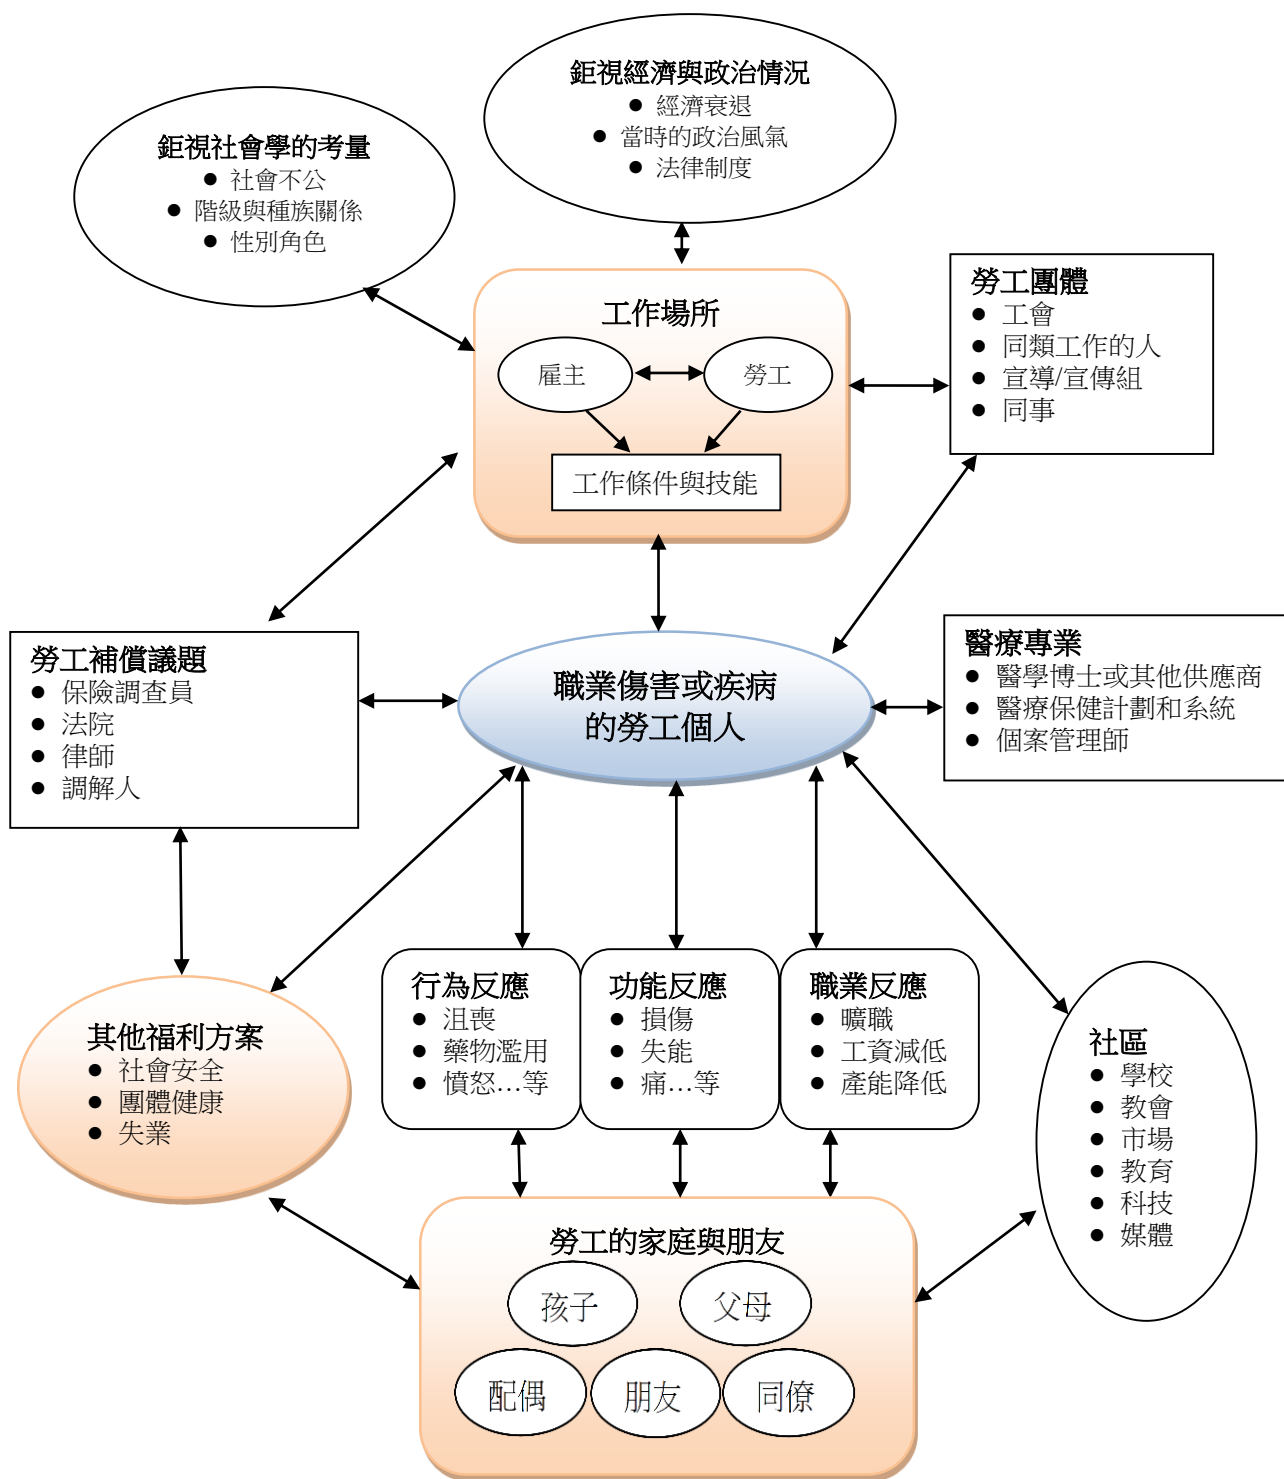 鉅視經濟與政治情況
● 經濟衰退
● 當時的政治風氣
● 法律制度
鉅視社會學的考量
● 社會不公
● 階級與種族關係
● 性別角色
工作場所
雇主
勞工
工作條件與技能
勞工團體
● 工會
● 同類工作的人
● 宣導/宣傳組
● 同事
勞工補償議題
● 保險調查員
● 法院
● 律師
● 調解人
職業傷害或疾病
的勞工個人
醫療專業
● 醫學博士或其他供應商
● 醫療保健計劃和系統
● 個案管理師
其他福利方案
● 社會安全
● 團體健康
● 失業
行為反應
● 沮喪
● 藥物濫用
● 憤怒…等
功能反應
● 損傷
● 失能
● 痛…等
職業反應
● 曠職
● 工資減低
● 產能降低
社區
● 學校
● 教會
● 市場
● 教育
● 科技
● 媒體
勞工的家庭與朋友
孩子
父母
配偶
朋友
同僚